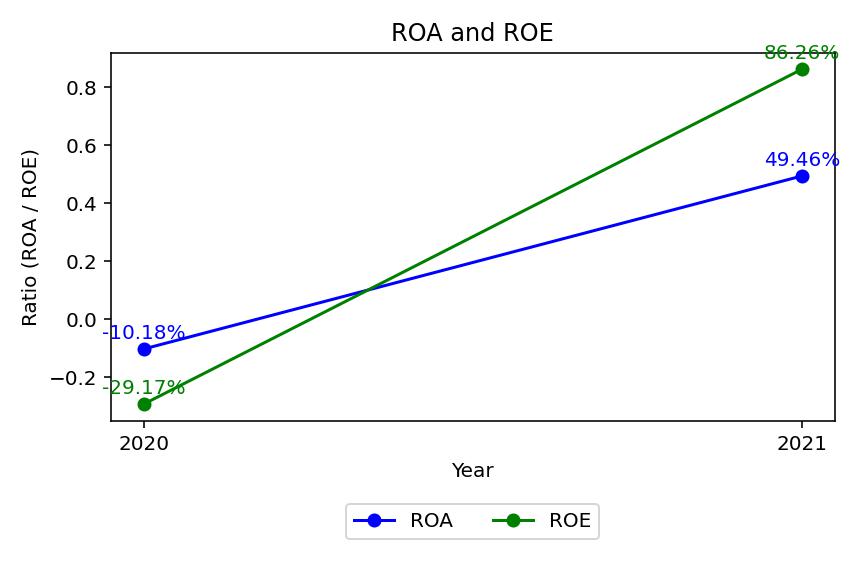 ROA and ROE
86.26%
0.8
0.6
49.46%
0.4
0.2
0.0
-10.18%
−0.2
-29.17%
Ratio (ROA / ROE)
2020 2021
Year
ROA ROE